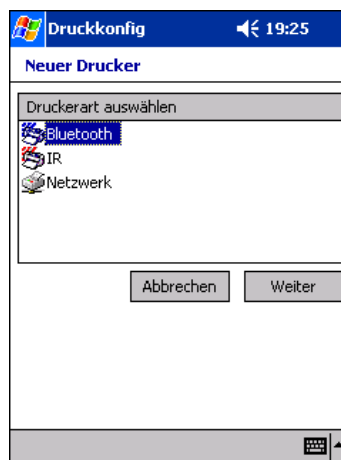 Druckkonfig 19:25
Neuer Drucker
Druckerart auswählen
Bluetooth
IR
Netzwerk
Abbrechen Weiter